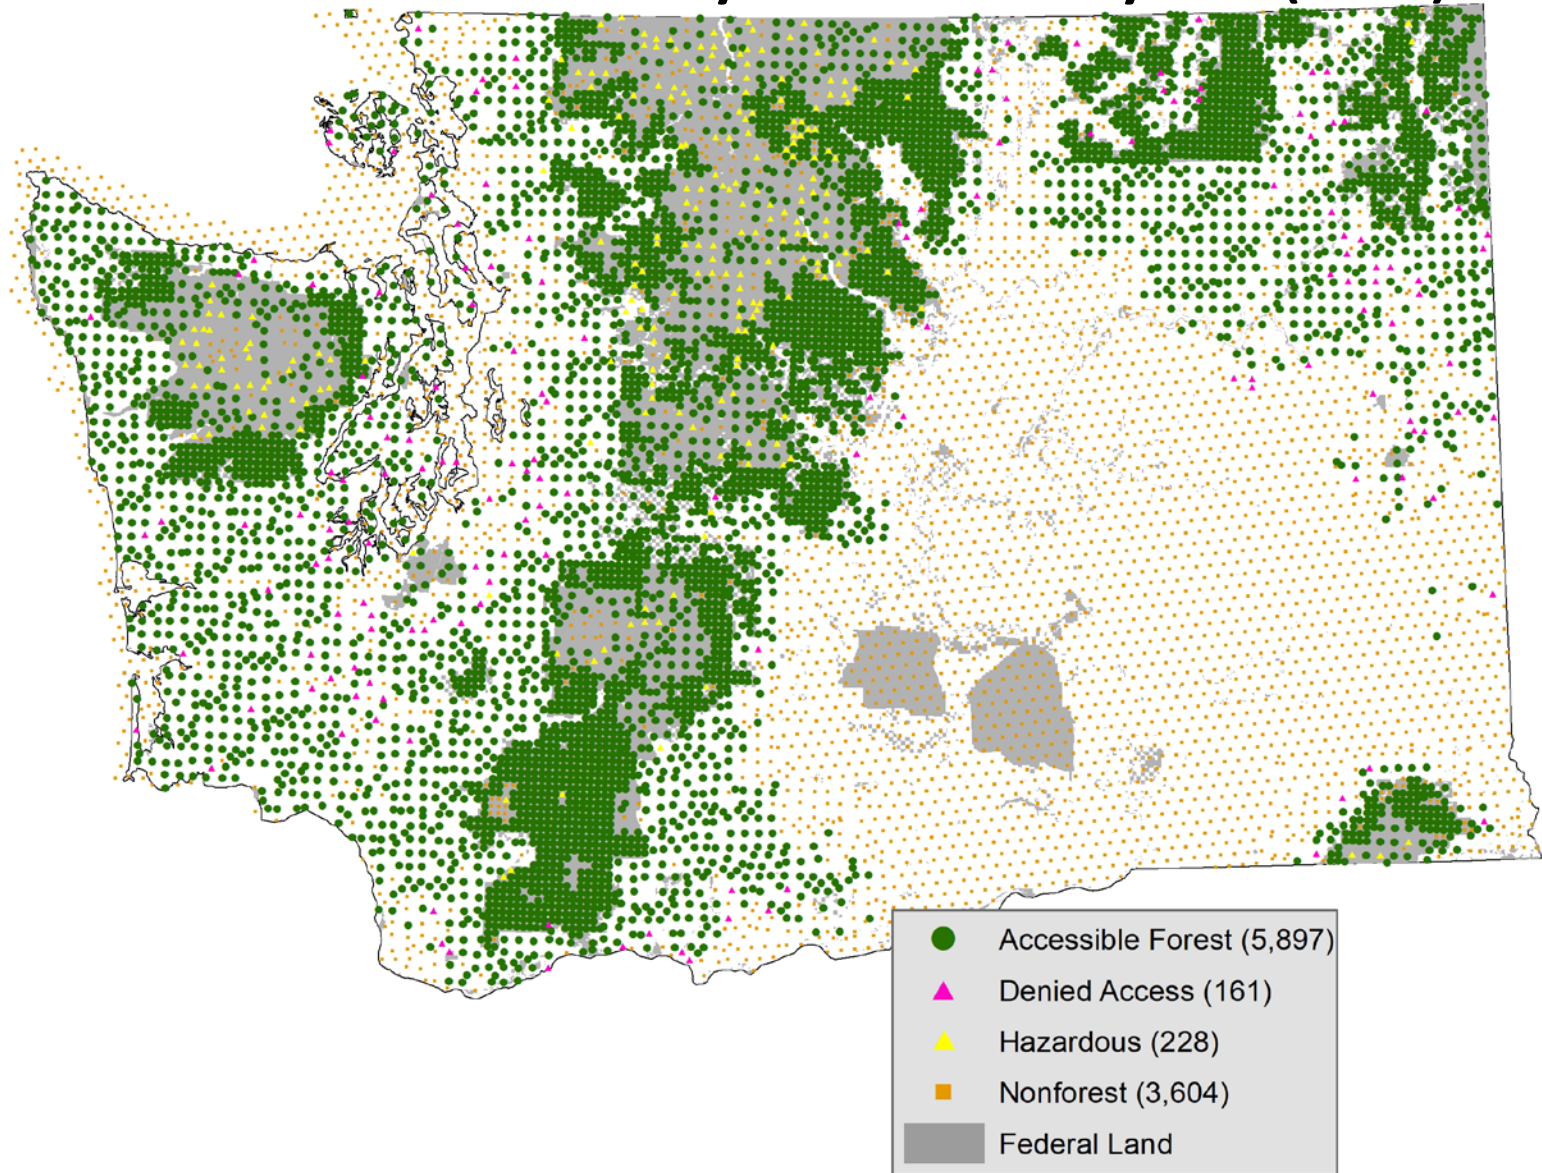 Accessible Forest (5,897)
Denied Access (161)
Hazardous (228)
Nonforest (3,604)
Federal Land